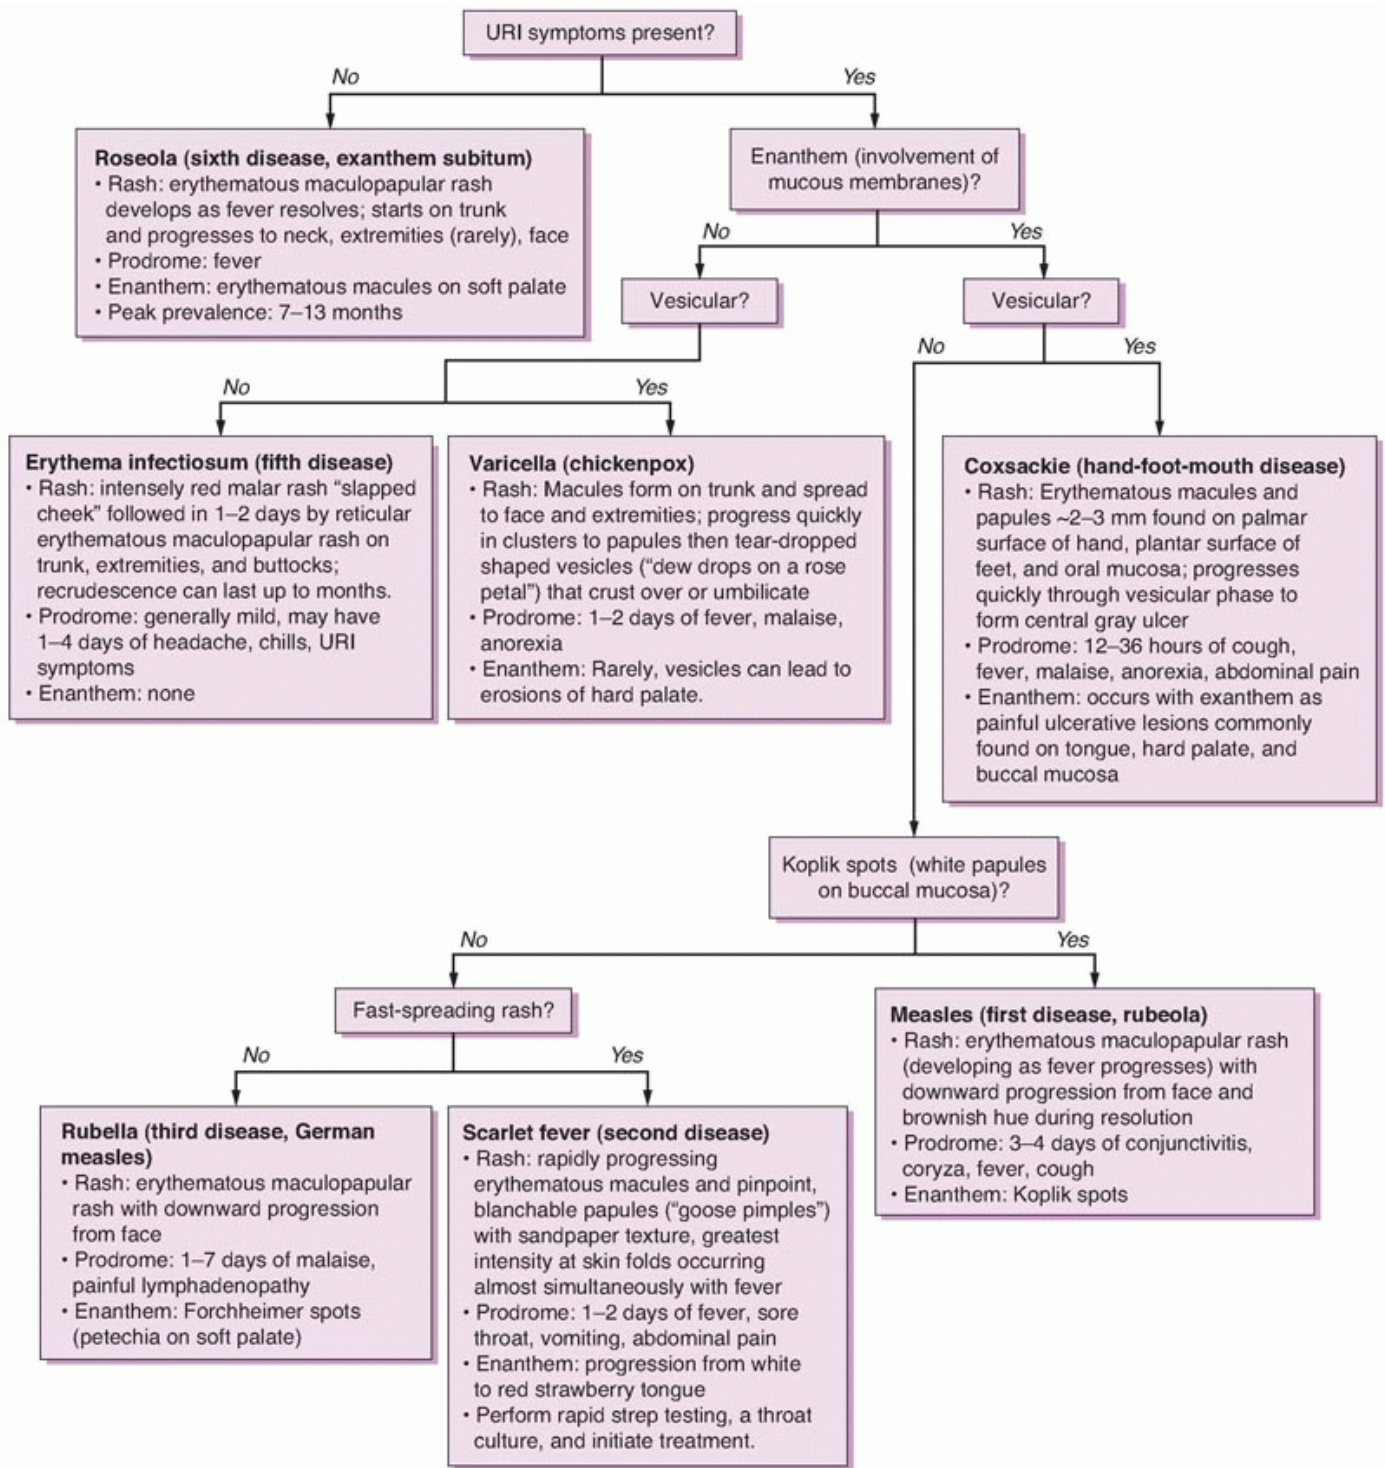 URI symptoms present?
No
Yes
Roseola (sixth disease, exanthem subitum)
• Rash: erythematous maculopapular rash
develops as fever resolves; starts on trunk
and progresses to neck, extremities (rarely), face
• Prodrome: fever
• Enanthem: erythematous macules on soft palate
• Peak prevalence: 7–13 months
Enanthem (involvement of
mucous membranes)?
No
Yes
Vesicular?
Vesicular?
No
Yes
No
Yes
Erythema infectiosum (fifth disease)
• Rash: intensely red malar rash “slapped
cheek” followed in 1–2 days by reticular
erythematous maculopapular rash on
trunk, extremities, and buttocks;
recrudescence can last up to months.
• Prodrome: generally mild, may have
1–4 days of headache, chills, URI
symptoms
• Enanthem: none
Varicella (chickenpox)
• Rash: Macules form on trunk and spread
to face and extremities; progress quickly
in clusters to papules then tear-dropped
shaped vesicles (“dew drops on a rose
petal”) that crust over or umbilicate
• Prodrome: 1–2 days of fever, malaise,
anorexia
• Enanthem: Rarely, vesicles can lead to
erosions of hard palate.
Coxsackie (hand-foot-mouth disease)
• Rash: Erythematous macules and
papules ~2–3 mm found on palmar
surface of hand, plantar surface of
feet, and oral mucosa; progresses
quickly through vesicular phase to
form central gray ulcer
• Prodrome: 12–36 hours of cough,
fever, malaise, anorexia, abdominal pain
• Enanthem: occurs with exanthem as
painful ulcerative lesions commonly
found on tongue, hard palate, and
buccal mucosa
Koplik spots (white papules
on buccal mucosa)?
No
Yes
Fast-spreading rash?
No
Yes
Measles (first disease, rubeola)
• Rash: erythematous maculopapular rash
(developing as fever progresses) with
downward progression from face and
brownish hue during resolution
• Prodrome: 3–4 days of conjunctivitis,
coryza, fever, cough
• Enanthem: Koplik spots
Rubella (third disease, German
measles)
• Rash: erythematous maculopapular
rash with downward progression
from face
• Prodrome: 1–7 days of malaise,
painful lymphadenopathy
• Enanthem: Forchheimer spots
(petechia on soft palate)
Scarlet fever (second disease)
• Rash: rapidly progressing
erythematous macules and pinpoint,
blanchable papules (“goose pimples”)
with sandpaper texture, greatest
intensity at skin folds occurring
almost simultaneously with fever
• Prodrome: 1–2 days of fever, sore
throat, vomiting, abdominal pain
• Enanthem: progression from white
to red strawberry tongue
• Perform rapid strep testing, a throat
culture, and initiate treatment.